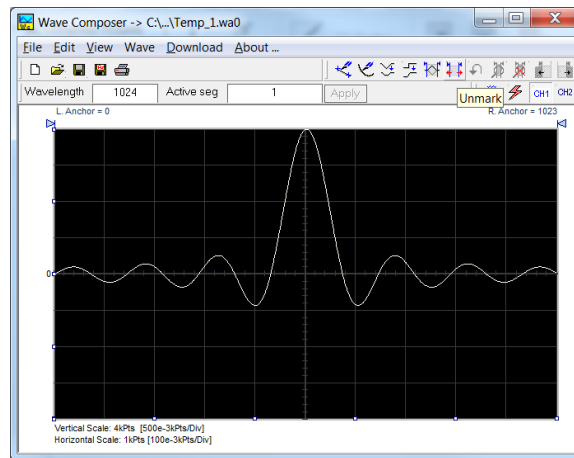 Wave Composer -> C:\...\Temp_1.wa0
File Edit View Wave Download About ...
Wavelength 1024 Active seg 1 Apply CH1 CH2
Unmark
L. Anchor = 0 R. Anchor = 1023
0
Vertical Scale: 4kPts [500e-3kPts/Div]
Horizontal Scale: 1kPts [100e-3kPts/Div]